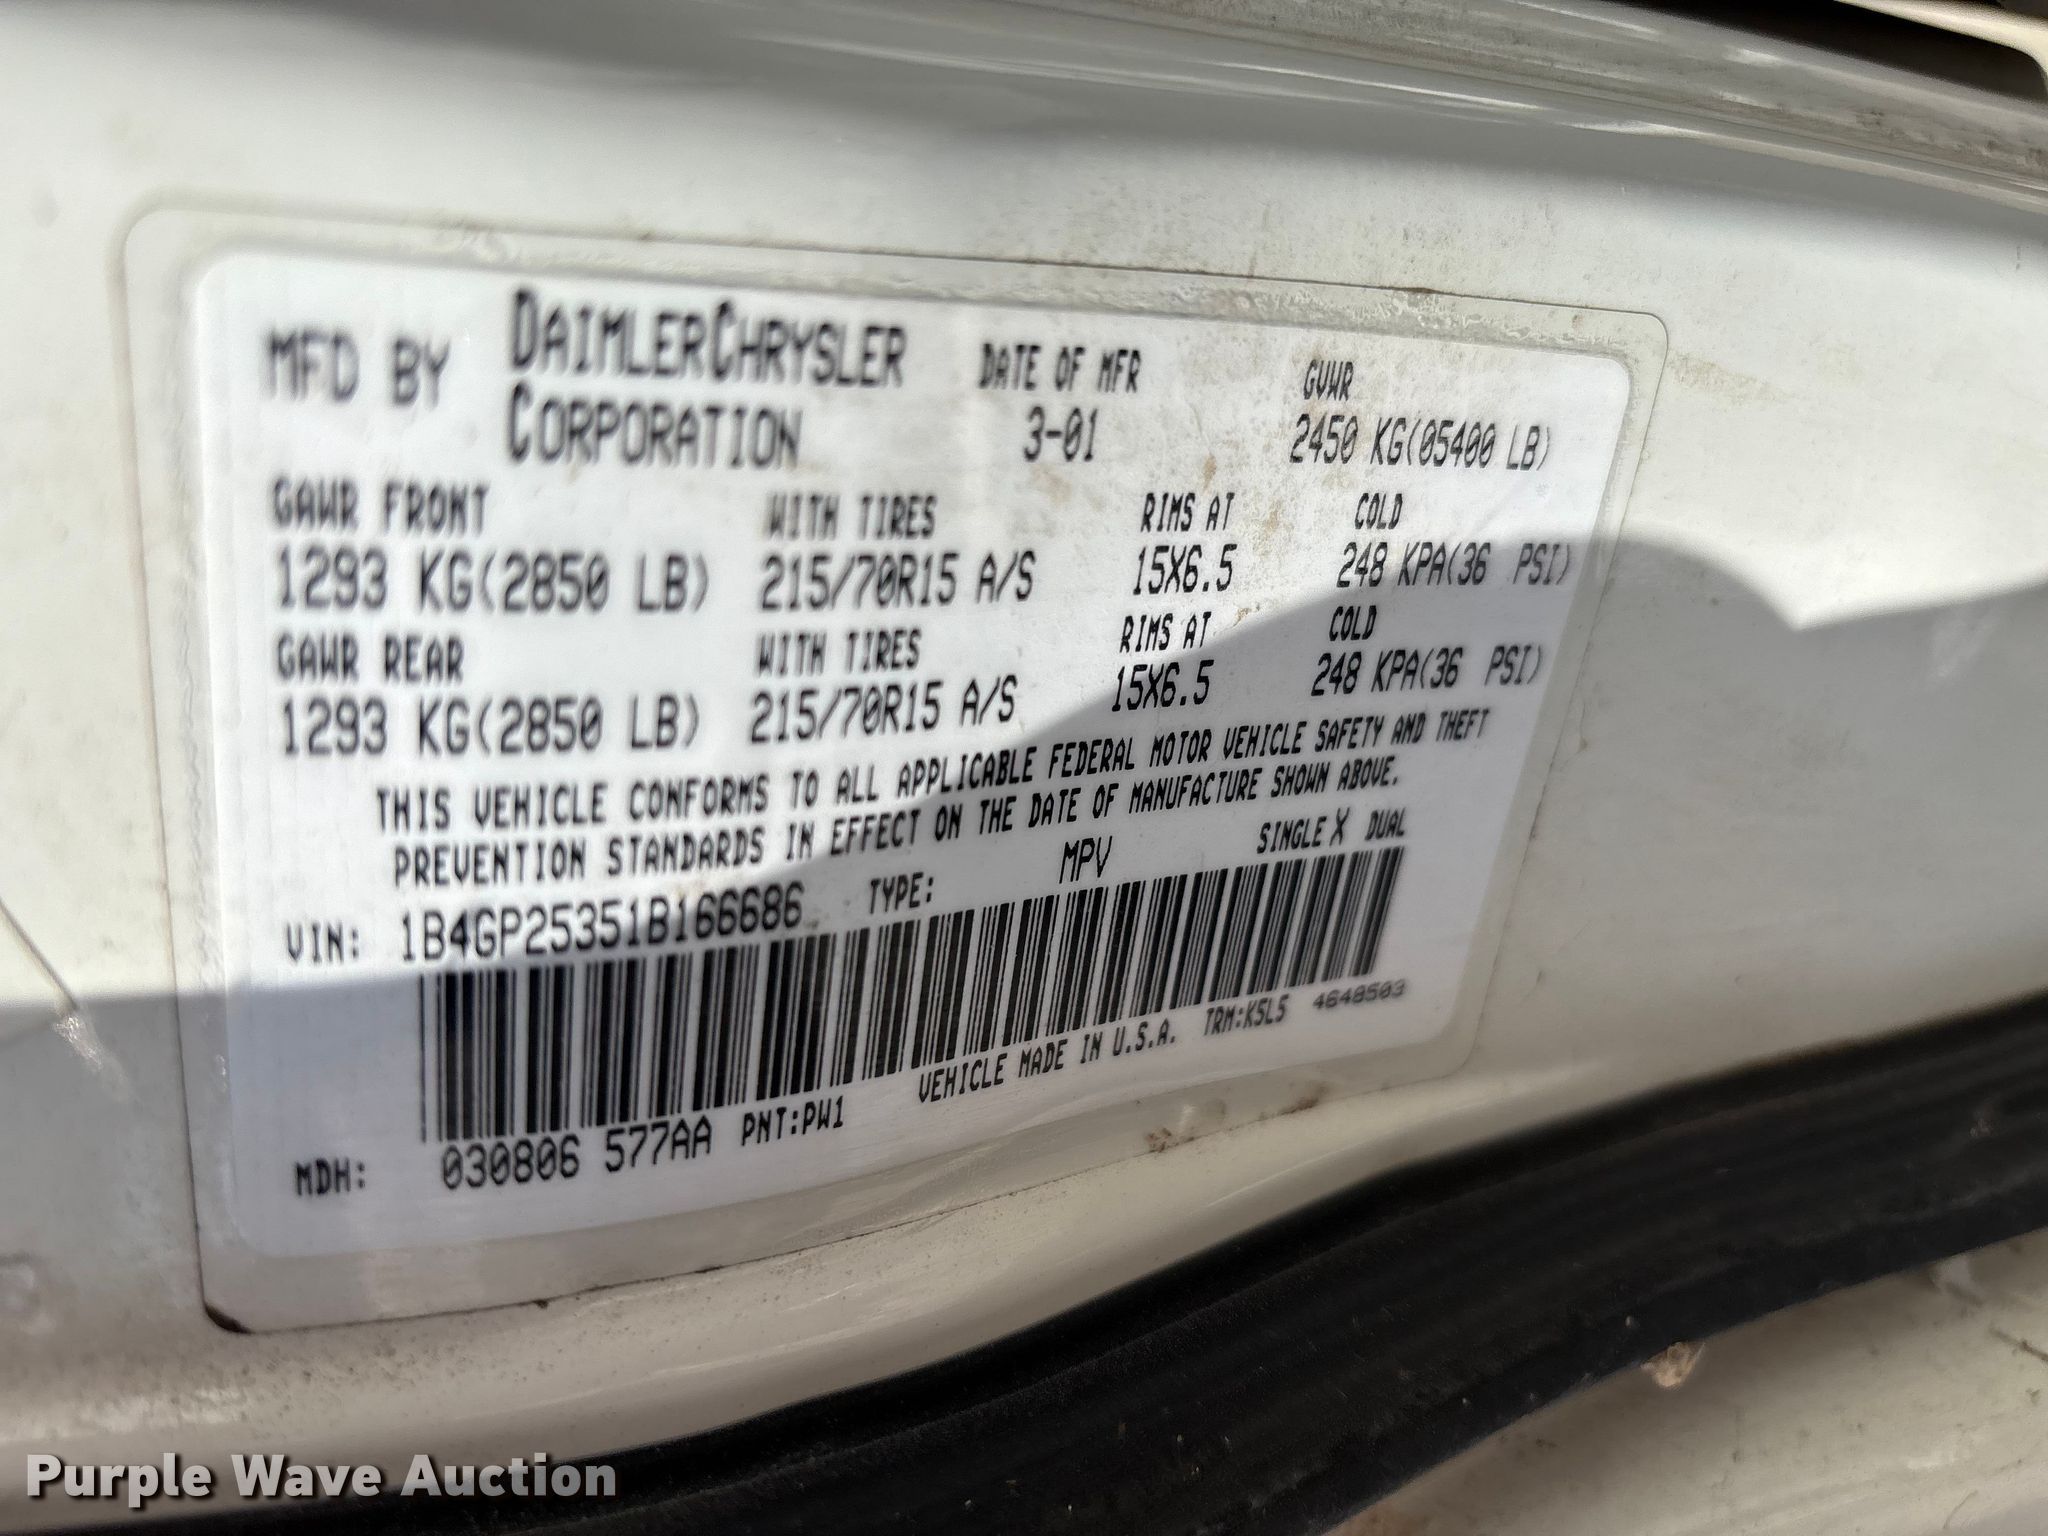 MFD BY DAIMLERCHRYSLER CORPORATION DATE OF MFR 3-01 GVWR 2450 KG(05400 LB)
GAWR FRONT WITH TIRES RIMS AT COLD
1293 KG(2850 LB) 215/70R15 A/S 15X6.5 248 KPA(36 PSI)
GAWR REAR WITH TIRES RIMS AT COLD
1293 KG(2850 LB) 215/70R15 A/S 15X6.5 248 KPA(36 PSI)
THIS VEHICLE CONFORMS TO ALL APPLICABLE FEDERAL MOTOR VEHICLE SAFETY AND THEFT
PREVENTION STANDARDS IN EFFECT ON THE DATE OF MANUFACTURE SHOWN ABOVE.
VIN: 1B4GP25351B166686 TYPE: MPV SINGLE X DUAL
MDH: 030806 577AA PNT:PW1 VEHICLE MADE IN U.S.A. TRM:K5L5 4648503
Purple Wave Auction